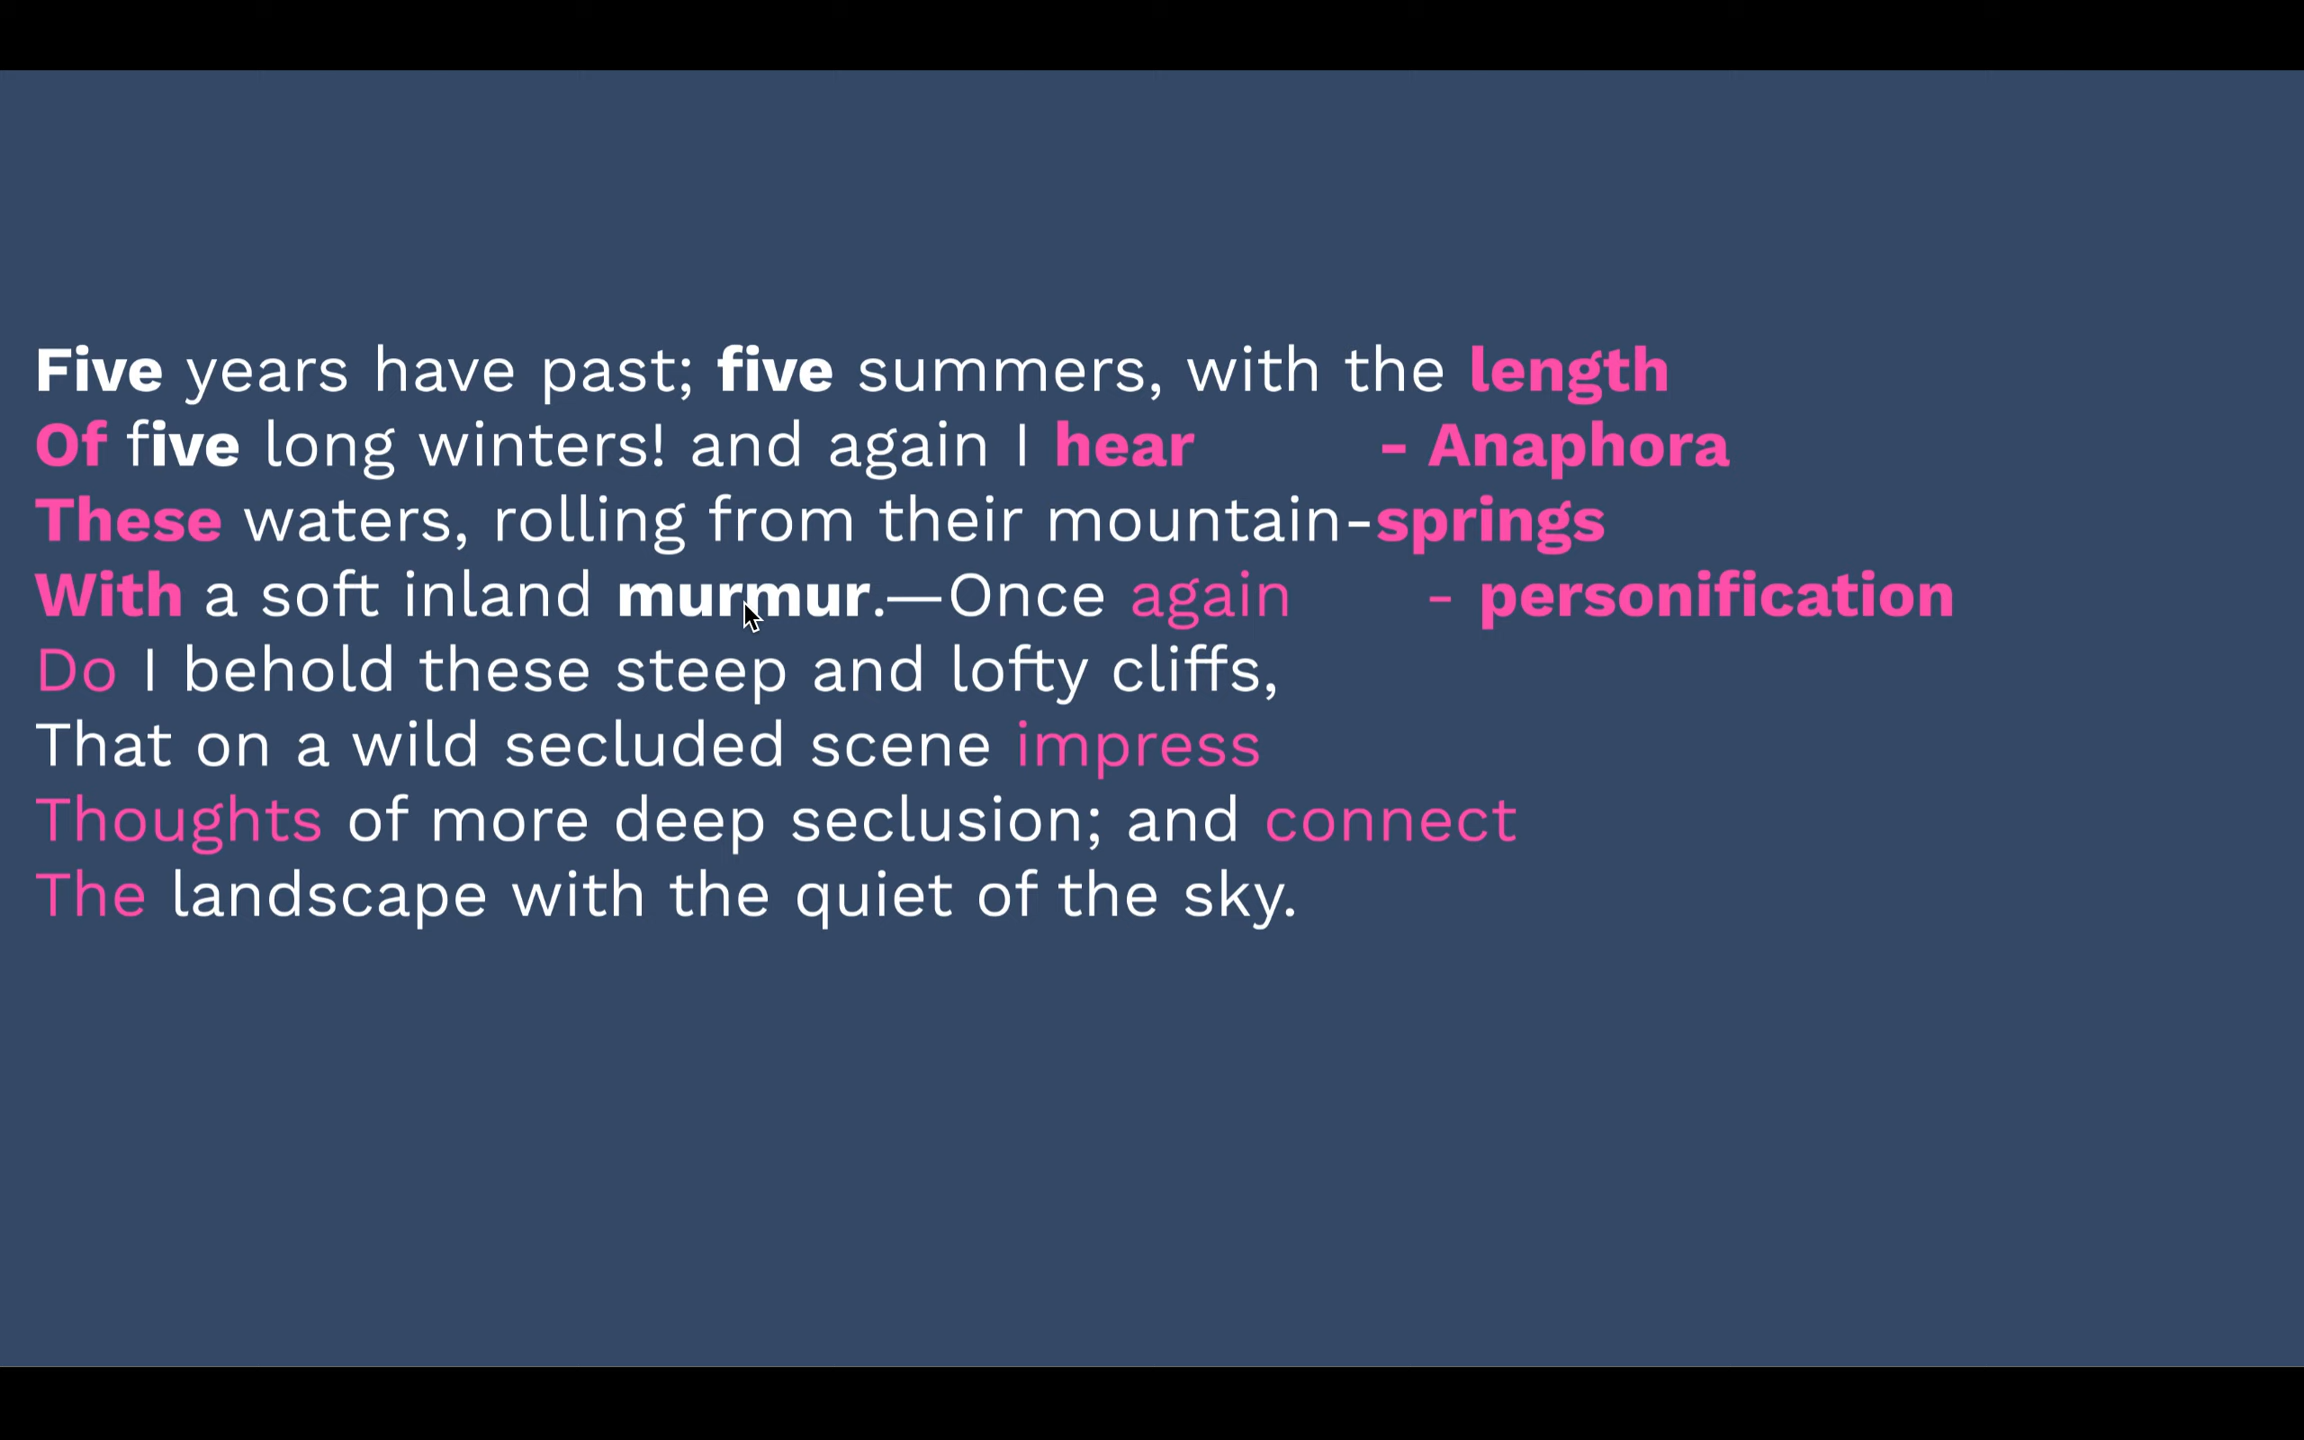 Five years have past; five summers, with the length
Of five long winters! and again I hear - Anaphora
These waters, rolling from their mountain-springs
With a soft inland murmur.—Once again - personification
Do I behold these steep and lofty cliffs,
That on a wild secluded scene impress
Thoughts of more deep seclusion; and connect
The landscape with the quiet of the sky.